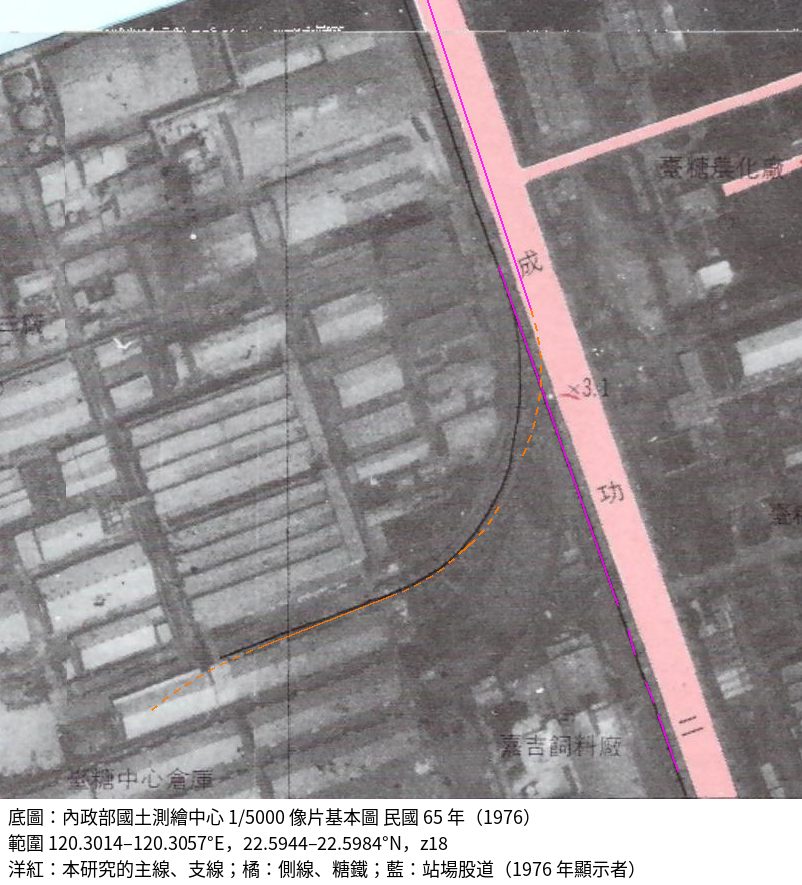 臺糖農化廠
成
×3.1
功
二
嘉吉飼料廠
臺糖中心倉庫
底圖：內政部國土測繪中心 1/5000 像片基本圖 民國 65 年（1976）
範圍 120.3014–120.3057°E，22.5944–22.5984°N，z18
洋紅：本研究的主線、支線；橘：側線、糖鐵；藍：站場股道（1976 年顯示者）